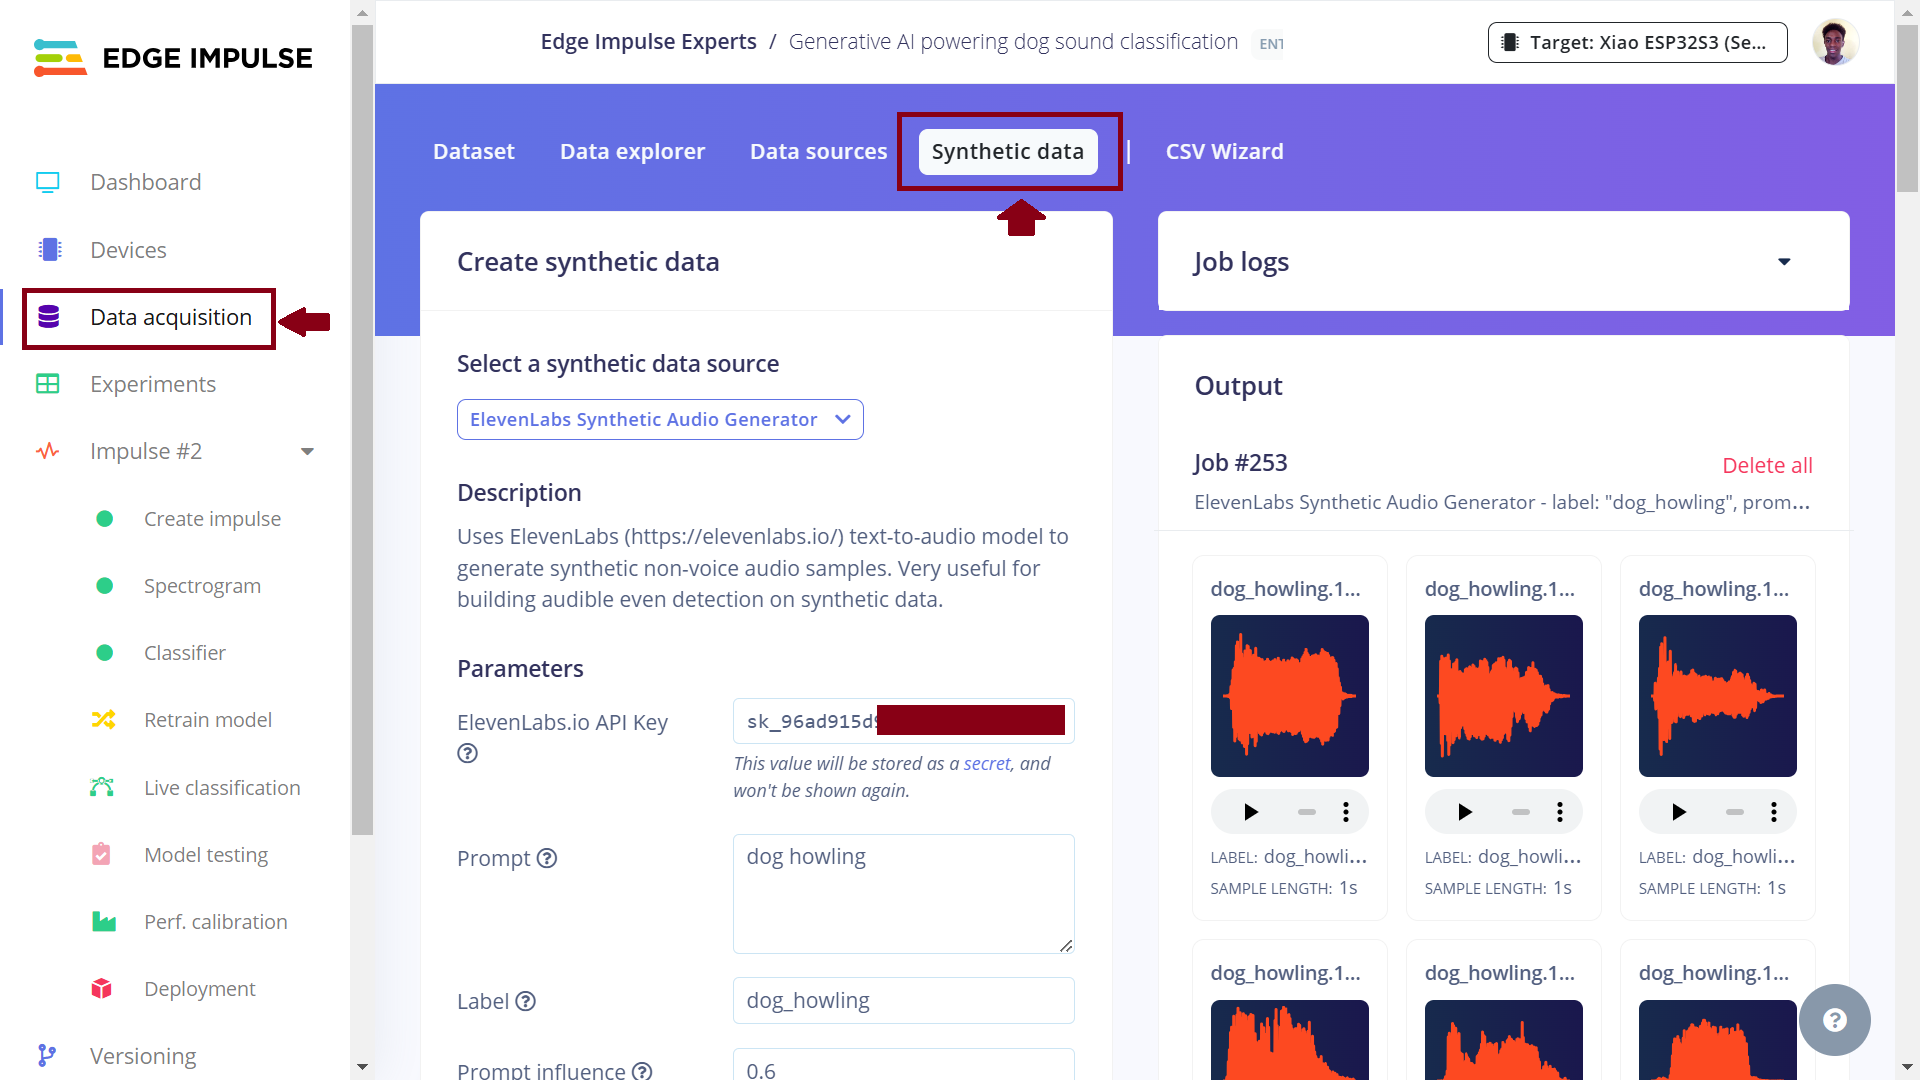 EDGE IMPULSE
Edge Impulse Experts / Generative AI powering dog sound classification ENT
Target: Xiao ESP32S3 (Se...
Dashboard
Devices
Data acquisition
Experiments
Impulse #2
Create impulse
Spectrogram
Classifier
Retrain model
Live classification
Model testing
Perf. calibration
Deployment
Versioning
Dataset Data explorer Data sources Synthetic data | CSV Wizard
Create synthetic data
Select a synthetic data source
ElevenLabs Synthetic Audio Generator
Description
Uses ElevenLabs (https://elevenlabs.io/) text-to-audio model to
generate synthetic non-voice audio samples. Very useful for
building audible even detection on synthetic data.
Parameters
ElevenLabs.io API Key
sk_96ad915d
This value will be stored as a secret, and
won't be shown again.
Prompt
dog howling
Label
dog_howling
Prompt influence
0.6
Job logs
Output
Job #253
Delete all
ElevenLabs Synthetic Audio Generator - label: "dog_howling", prom...
dog_howling.1... dog_howling.1... dog_howling.1...
LABEL: dog_howli... LABEL: dog_howli... LABEL: dog_howli...
SAMPLE LENGTH: 1s SAMPLE LENGTH: 1s SAMPLE LENGTH: 1s
dog_howling.1... dog_howling.1... dog_howling.1...